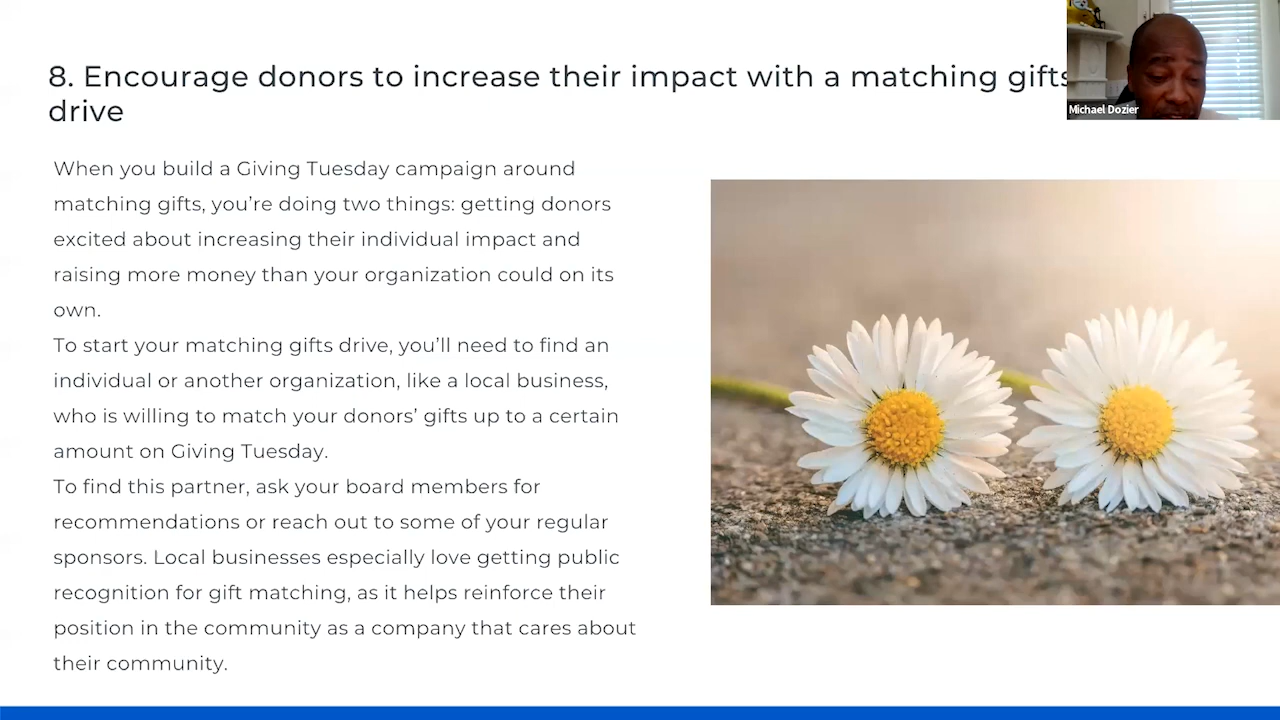 8. Encourage donors to increase their impact with a matching gifts
drive
Michael Dozier
When you build a Giving Tuesday campaign around
matching gifts, you’re doing two things: getting donors
excited about increasing their individual impact and
raising more money than your organization could on its
own.
To start your matching gifts drive, you’ll need to find an
individual or another organization, like a local business,
who is willing to match your donors’ gifts up to a certain
amount on Giving Tuesday.
To find this partner, ask your board members for
recommendations or reach out to some of your regular
sponsors. Local businesses especially love getting public
recognition for gift matching, as it helps reinforce their
position in the community as a company that cares about
their community.